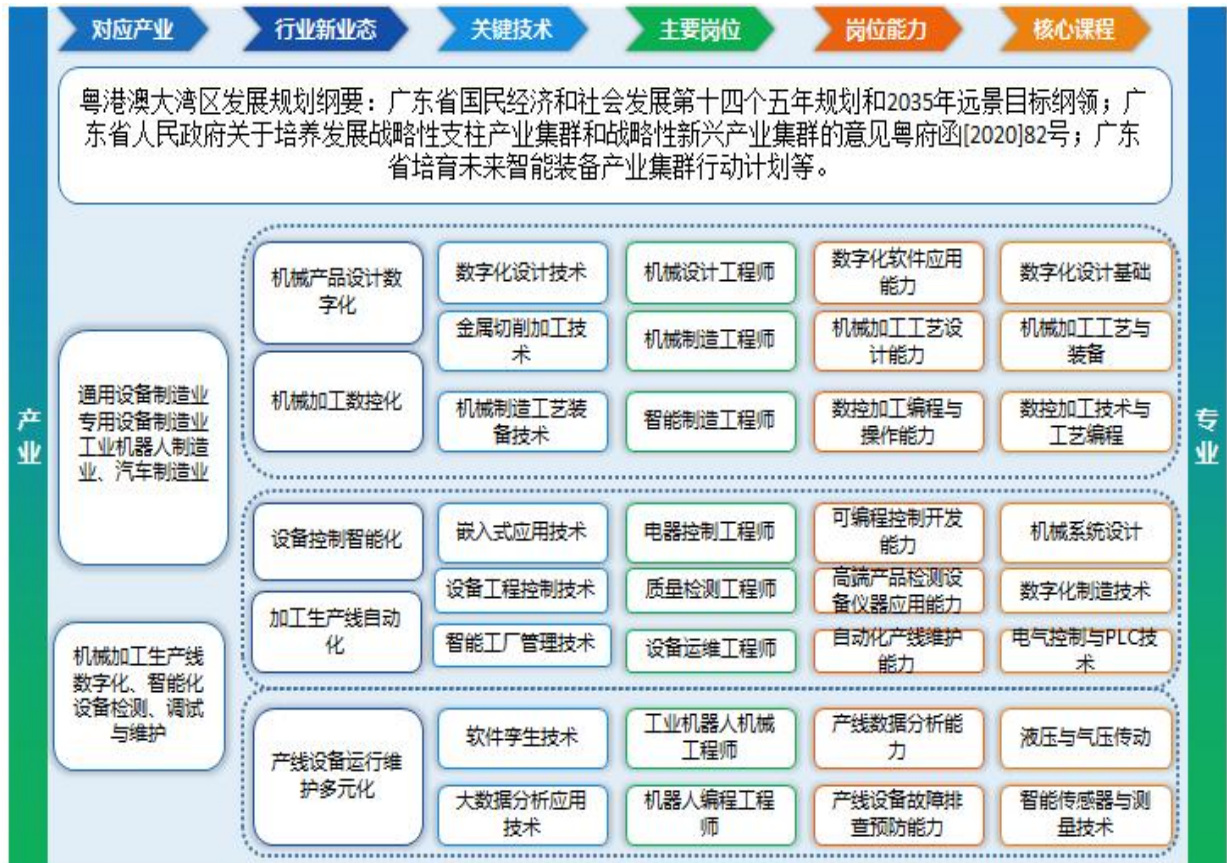 对应产业
行业新业态
关键技术
主要岗位
岗位能力
核心课程
粤港澳大湾区发展规划纲要：广东省国民经济和社会发展第十四个五年规划和2035年远景目标纲领；广
东省人民政府关于培养发展战略性支柱产业集群和战略性新兴产业集群的意见粤府函[2020]82号；广东
省培育未来智能装备产业集群行动计划等。
产
业
通用设备制造业
专用设备制造业
工业机器人制造
业、汽车制造业
机械加工生产线
数字化、智能化
设备检测、调试
与维护
机械产品设计数
字化
机械加工数控化
数字化设计技术
金属切削加工技
术
机械制造工艺装
备技术
机械设计工程师
机械制造工程师
智能制造工程师
数字化软件应用
能力
机械加工工艺设
计能力
数控加工编程与
操作能力
数字化设计基础
机械加工工艺与
装备
数控加工技术与
工艺编程
设备控制智能化
加工生产线自动
化
嵌入式应用技术
设备工程控制技术
智能工厂管理技术
电器控制工程师
质量检测工程师
设备运维工程师
可编程控制开发
能力
高端产品检测设
备仪器应用能力
自动化产线维护
能力
机械系统设计
数字化制造技术
电气控制与PLC技
术
产线设备运行维
护多元化
软件孪生技术
大数据分析应用
技术
工业机器人机械
工程师
机器人编程工程
师
产线数据分析能
力
产线设备故障排
查预防能力
液压与气压传动
智能传感器与测
量技术
专
业